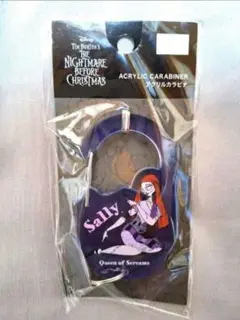 Disney
Tim Burton's
THE
NIGHTMARE
BEFORE
CHRISTMAS
ACRYLIC CARABINER
アクリルカラビナ
Sally
Queen of Screams